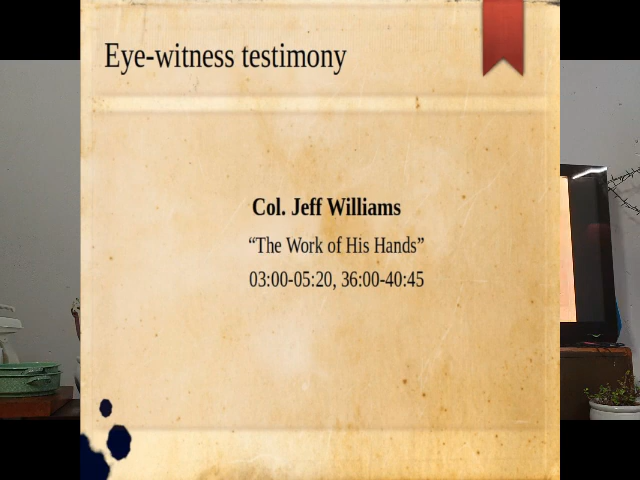 Eye-witness testimony
Col. Jeff Williams
“The Work of His Hands”
03:00-05:20, 36:00-40:45